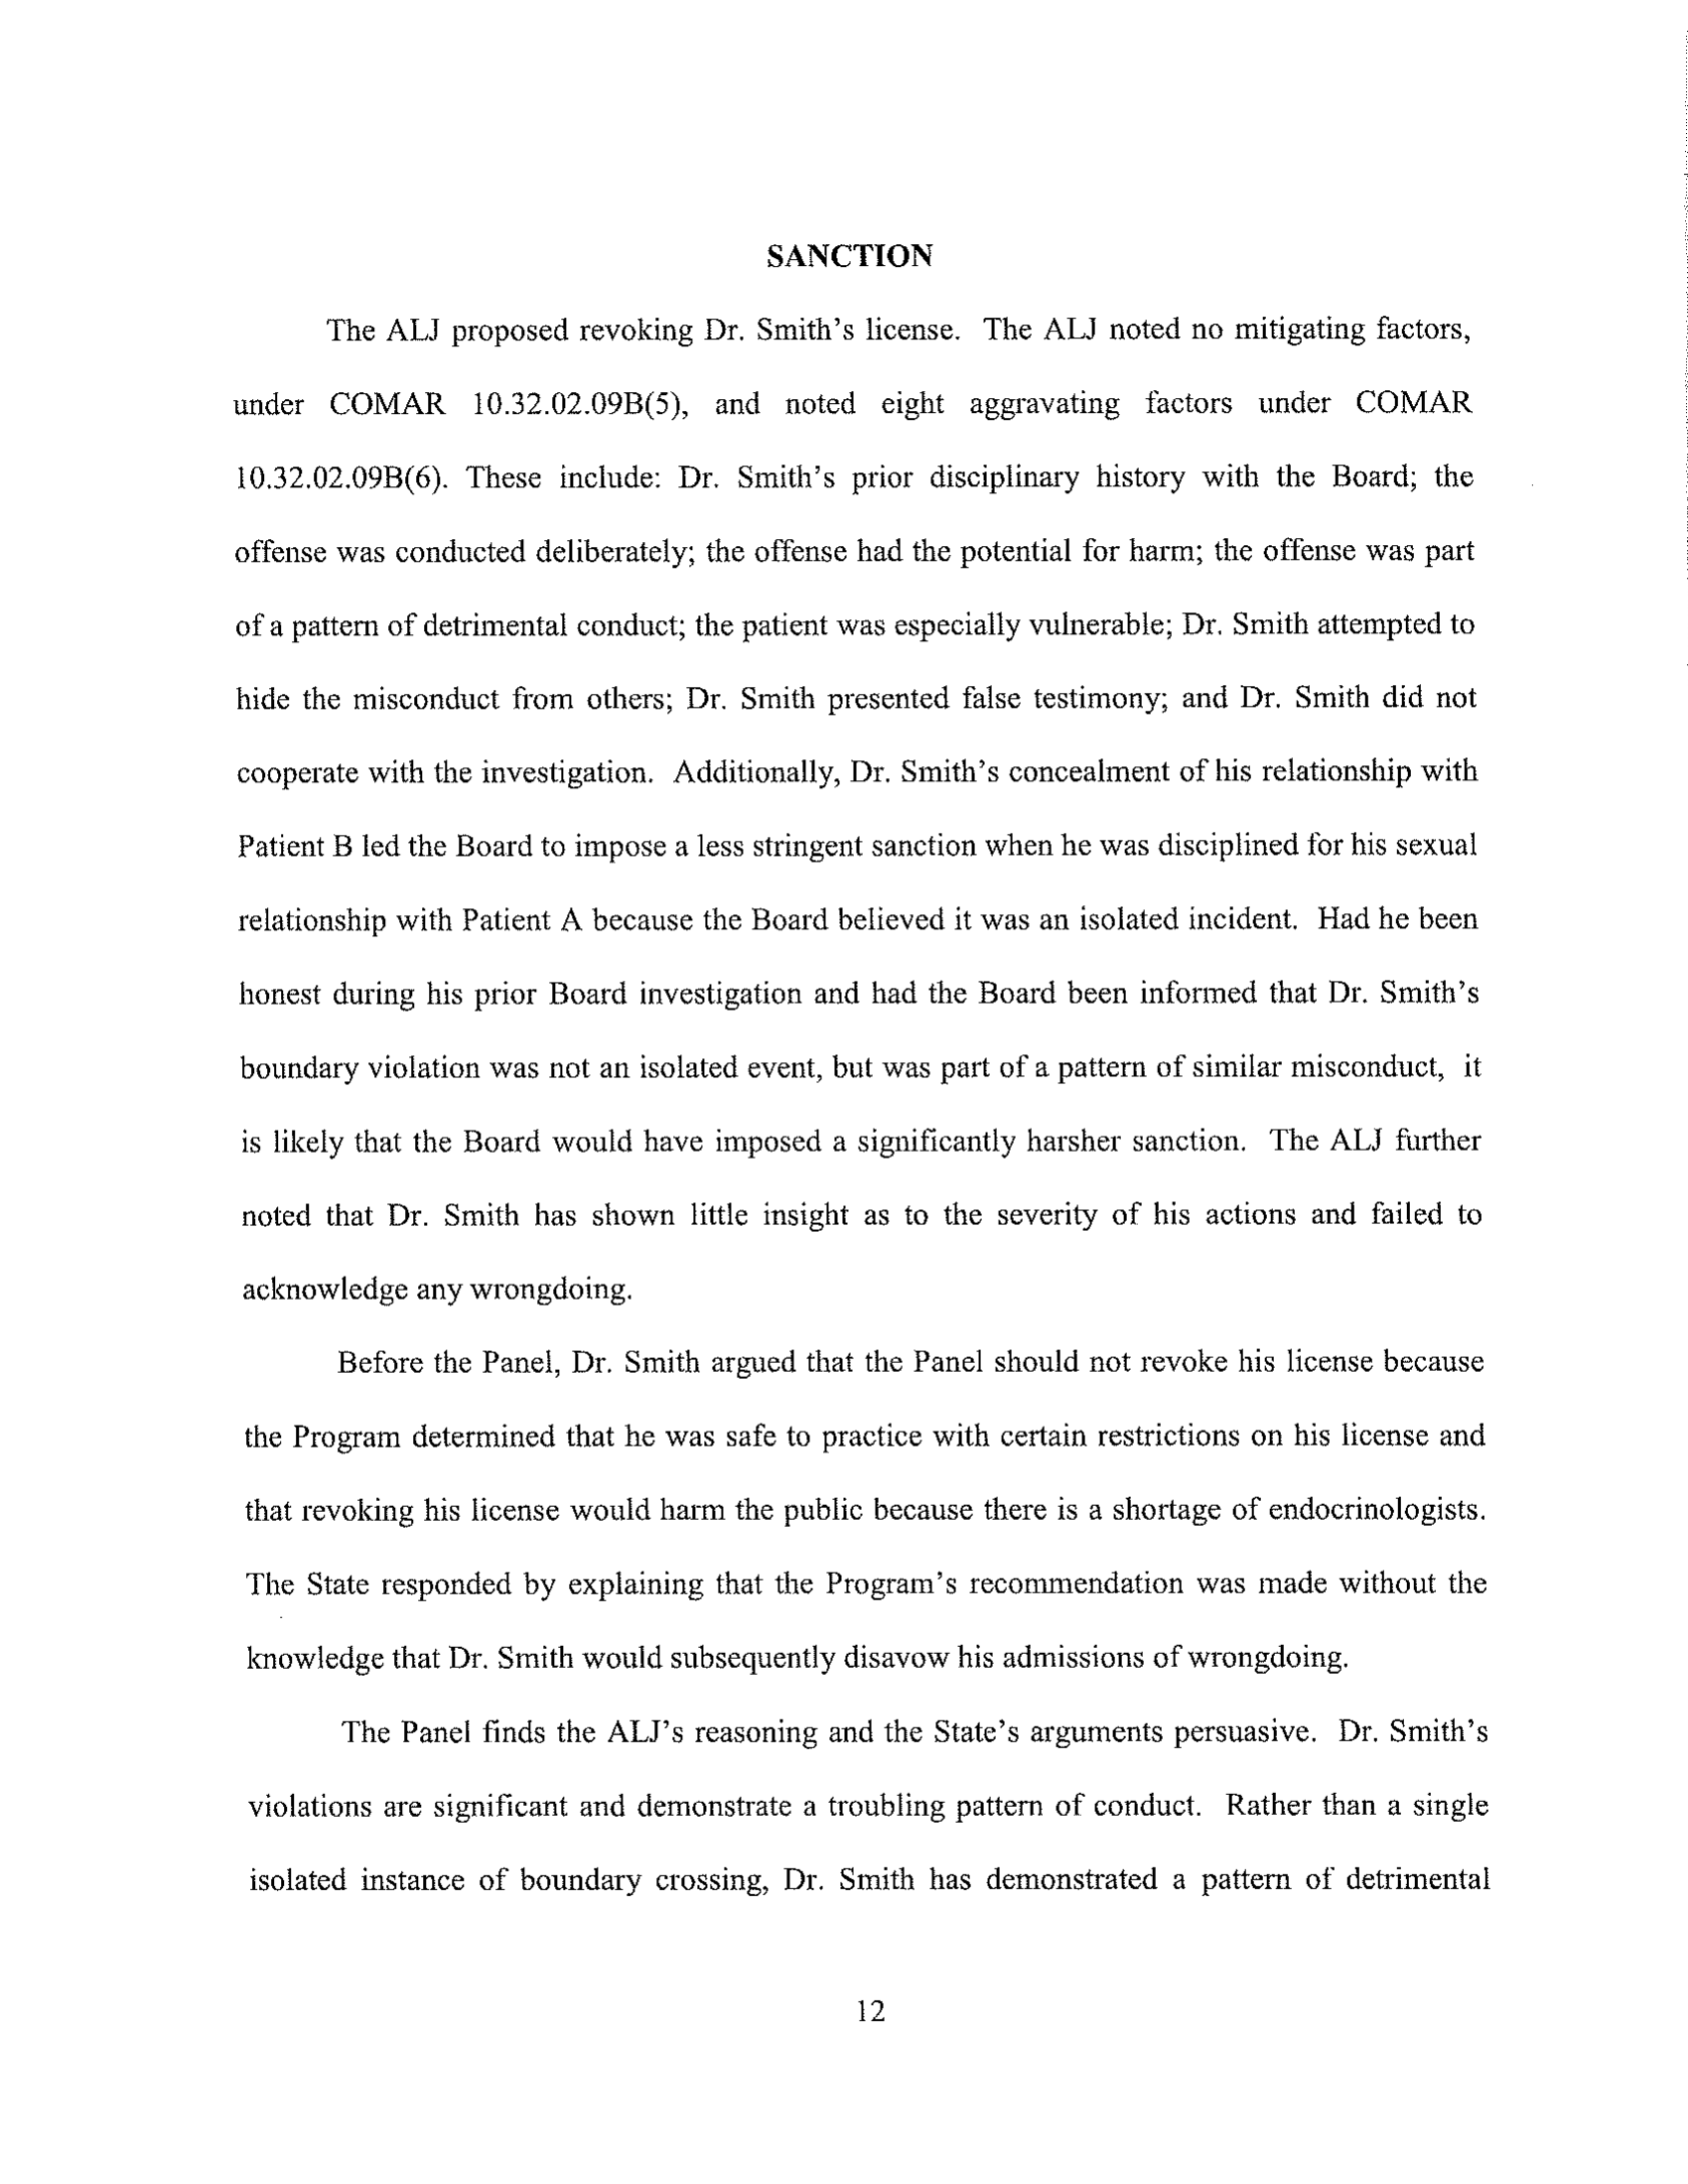 SANCTION
The ALJ proposed revoking Dr. Smith's license. The ALJ noted no mitigating factors,
under COMAR 10.32.02.09B(5), and noted eight aggravating factors under COMAR
10.32.02.09B(6). These include: Dr. Smith's prior disciplinary history with the Board; the
offense was conducted deliberately; the offense had the potential for harm; the offense was part
of a pattern of detrimental conduct; the patient was especially vulnerable; Dr. Smith attempted to
hide the misconduct from others; Dr. Smith presented false testimony; and Dr. Smith did not
cooperate with the investigation. Additionally, Dr. Smith's concealment of his relationship with
Patient B led the Board to impose a less stringent sanction when he was disciplined for his sexual
relationship with Patient A because the Board believed it was an isolated incident. Had he been
honest during his prior Board investigation and had the Board been informed that Dr. Smith's
boundary violation was not an isolated event, but was part of a pattern of similar misconduct, it
is likely that the Board would have imposed a significantly harsher sanction. The ALJ further
noted that Dr. Smith has shown little insight as to the severity of his actions and failed to
acknowledge any wrongdoing.
Before the Panel, Dr. Smith argued that the Panel should not revoke his license because
the Program determined that he was safe to practice with certain restrictions on his license and
that revoking his license would harm the public because there is a shortage of endocrinologists.
The State responded by explaining that the Program's recommendation was made without the
knowledge that Dr. Smith would subsequently disavow his admissions of wrongdoing.
The Panel finds the ALJ's reasoning and the State's arguments persuasive. Dr. Smith's
violations are significant and demonstrate a troubling pattern of conduct. Rather than a single
isolated instance of boundary crossing, Dr. Smith has demonstrated a pattern of detrimental
12